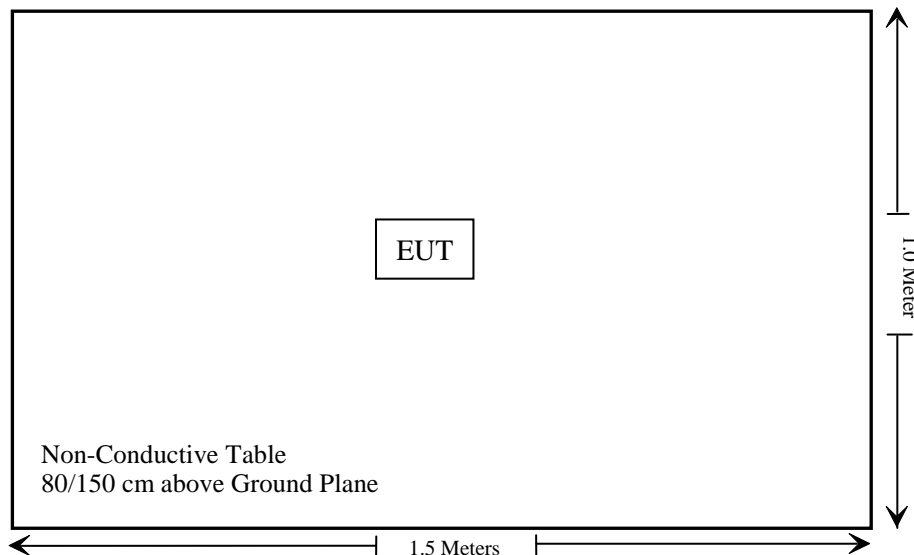 EUT
1.0 Meter
Non-Conductive Table
80/150 cm above Ground Plane
1.5 Meters